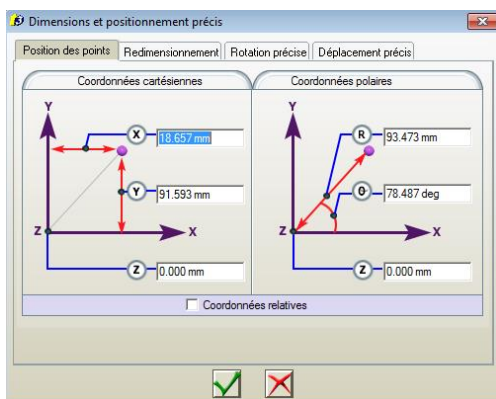 Dimensions et positionnement précis
Position des points Redimensionnement Rotation précise Déplacement précis
Coordonnées cartésiennes Coordonnées polaires
Y Y
X 18.657 mm R 93.473 mm
Y 91.593 mm Θ 78.487 deg
Z X Z X
Z 0.000 mm Z 0.000 mm
Coordonnées relatives